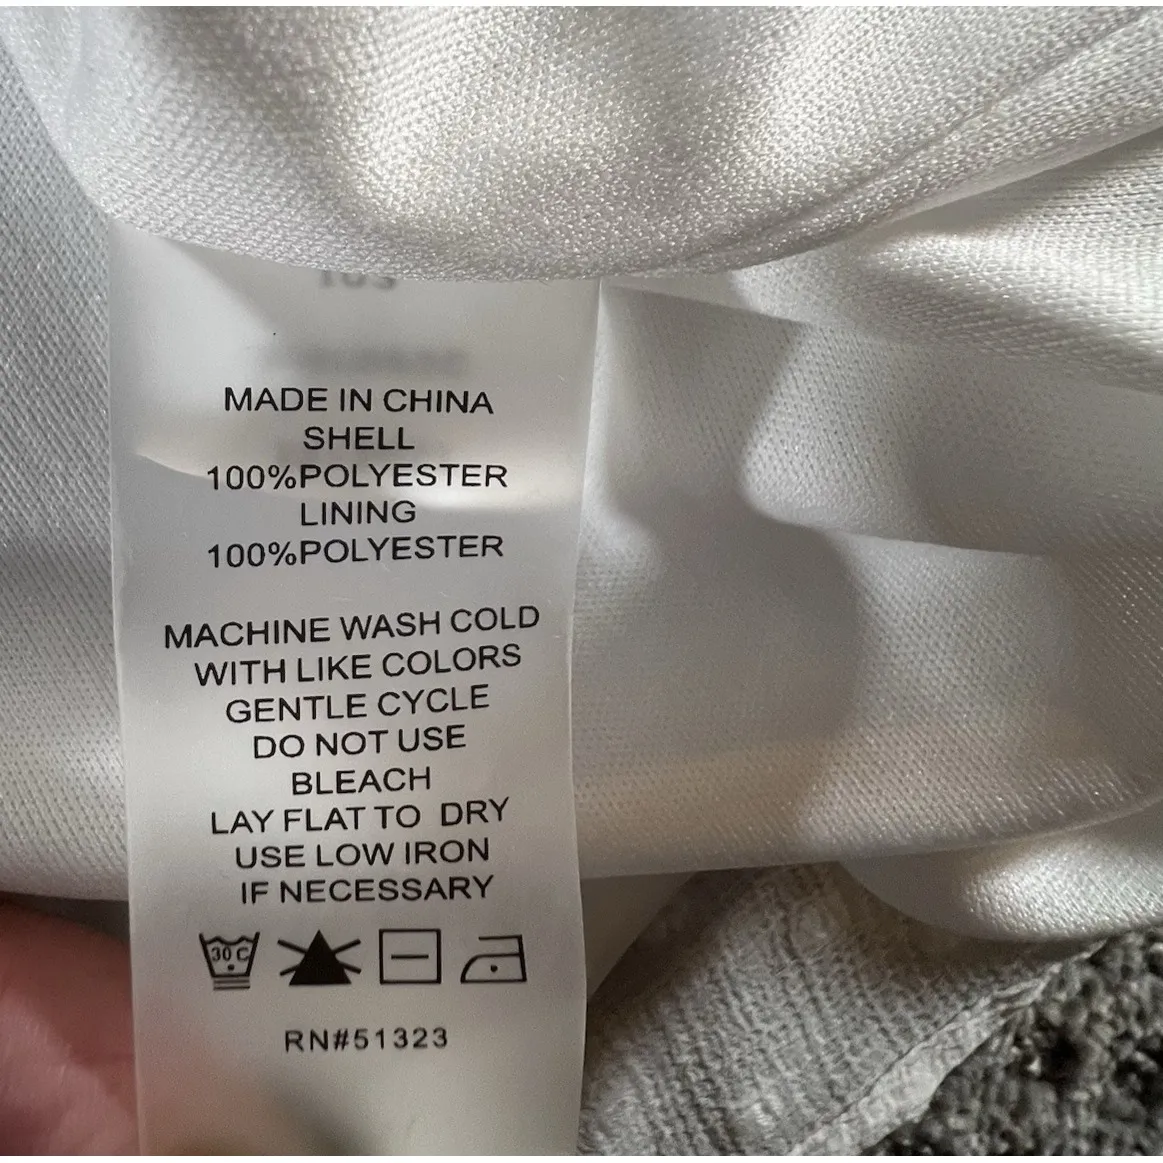 MADE IN CHINA
SHELL
100%POLYESTER
LINING
100%POLYESTER
MACHINE WASH COLD
WITH LIKE COLORS
GENTLE CYCLE
DO NOT USE
BLEACH
LAY FLAT TO DRY
USE LOW IRON
IF NECESSARY
30 C
RN#51323